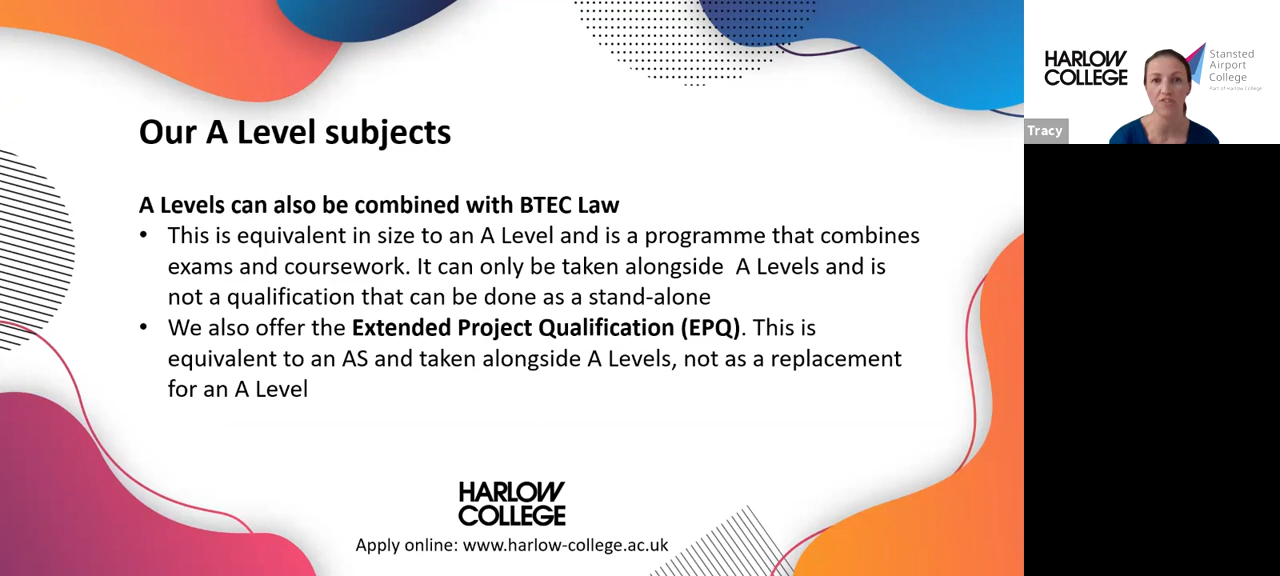 Our A Level subjects
A Levels can also be combined with BTEC Law
• This is equivalent in size to an A Level and is a programme that combines
exams and coursework. It can only be taken alongside A Levels and is
not a qualification that can be done as a stand-alone
• We also offer the Extended Project Qualification (EPQ). This is
equivalent to an AS and taken alongside A Levels, not as a replacement
for an A Level
HARLOW
COLLEGE
Apply online: www.harlow-college.ac.uk
HARLOW
COLLEGE
Stansted
Airport
College
Part of Harlow College
Tracy